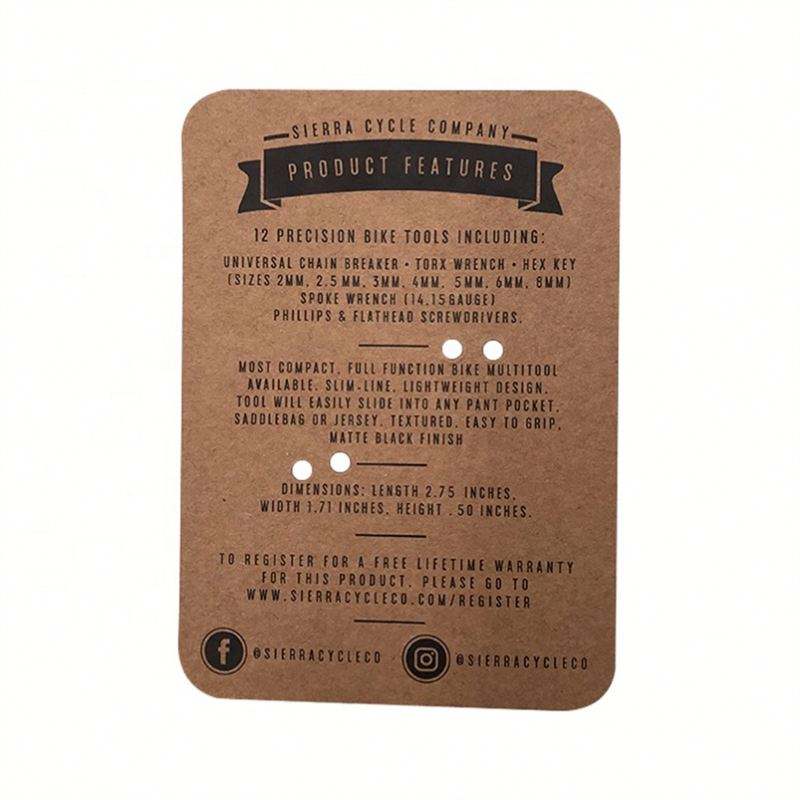 SIERRA CYCLE COMPANY
PRODUCT FEATURES
12 PRECISION BIKE TOOLS INCLUDING:
UNIVERSAL CHAIN BREAKER • TORX WRENCH • HEX KEY
(SIZES 2MM, 2.5MM, 3MM, 4MM, 5MM, 6MM, 8MM)
SPOKE WRENCH (14,15GAUGE)
PHILLIPS & FLATHEAD SCREWDRIVERS.
MOST COMPACT, FULL FUNCTION BIKE MULTITOOL
AVAILABLE. SLIM-LINE, LIGHTWEIGHT DESIGN.
TOOL WILL EASILY SLIDE INTO ANY PANT POCKET,
SADDLEBAG OR JERSEY. TEXTURED, EASY TO GRIP,
MATTE BLACK FINISH
DIMENSIONS: LENGTH 2.75 INCHES,
WIDTH 1.71 INCHES, HEIGHT .50 INCHES.
TO REGISTER FOR A FREE LIFETIME WARRANTY
FOR THIS PRODUCT, PLEASE GO TO
WWW.SIERRACYCLECO.COM/REGISTER
@SIERRACYCLECO · @SIERRACYCLECO